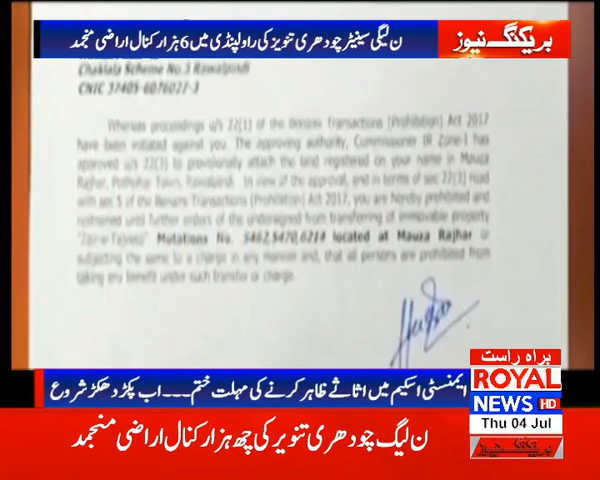 ن لیگی سینیٹر چودھری تنویر کی راولپنڈی میں 6 ہزار کنال اراضی منجمد
بریکنگ نیوز
Chaklala Scheme No.3 Rawalpindi
CNIC 37405-6076027-3
Whereas proceedings u/s 22(1) of the Benami Transactions (Prohibition) Act 2017
have been initiated against you. The approving authority, Commissioner IR Zone-I has
approved u/s 22(3) to provisionally attach the land registered on your name in Mauza
Rajhar, Pothohar Town, Rawalpindi. In view of the approval, and in terms of sec 22(3) read
with sec 5 of the Benami Transactions (Prohibition) Act 2017, you are hereby prohibited and
restrained until further orders of the undersigned from transferring of immovable property
Mutations No. 5462,5470,6214 located at Mauza Rajhar or
subjecting the same to a charge in any manner and, that all persons are prohibited from
taking any benefit under such transfer or charge.
براہ راست
ROYAL
NEWS HD
Thu 04 Jul
ایمنسٹی اسکیم میں اثاثے ظاہر کرنے کی مہلت ختم ۔۔۔ اب پکڑ دھکڑ شروع
ن لیگ چودھری تنویر کی چھ ہزار کنال اراضی منجمد